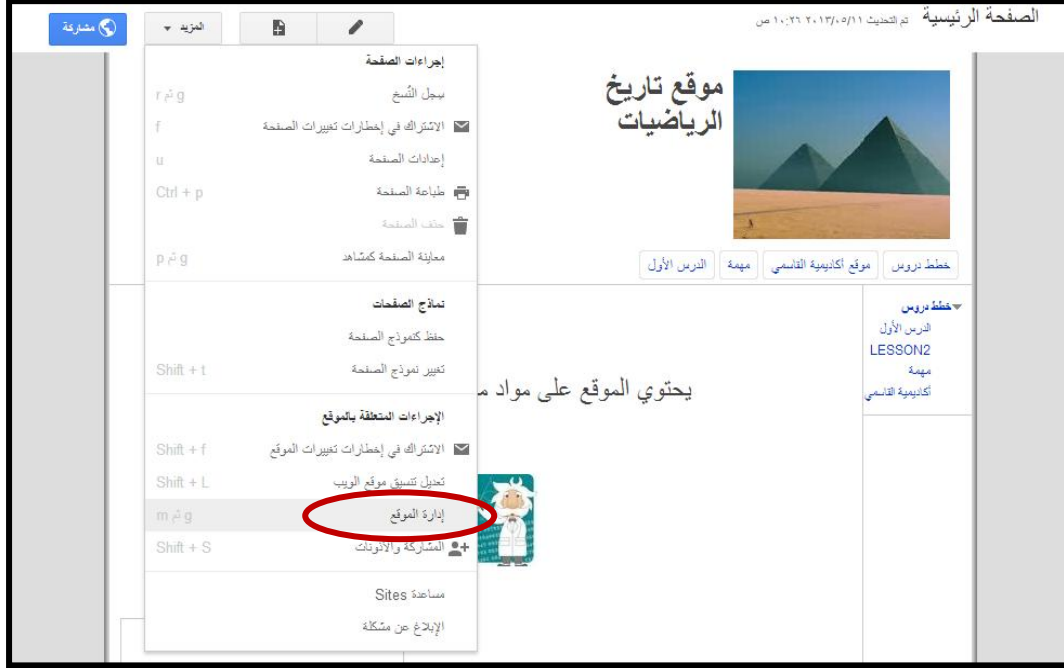 الصفحة الرئيسية تم التحديث ٢٠١٣/٠٥/١١ ١٠:٢٦ ص
المزيد
مشاركة
إجراءات الصفحة
سجل النُسخ g ثم r
الاشتراك في إخطارات تغييرات الصفحة f
إعدادات الصفحة u
طباعة الصفحة Ctrl + p
حذف الصفحة
معاينة الصفحة كمشاهد g ثم p
نماذج الصفحات
حفظ كنموذج الصفحة
تغيير نموذج الصفحة Shift + t
الإجراءات المتعلقة بالموقع
الاشتراك في إخطارات تغييرات الموقع Shift + f
تعديل تنسيق موقع الويب Shift + L
إدارة الموقع g ثم m
المشاركة والأذونات Shift + S
مساعدة Sites
الإبلاغ عن مشكلة
موقع تاريخ
الرياضيات
خطط دروس موقع أكاديمية القاسمي مهمة الدرس الأول
خطط دروس
الدرس الأول
LESSON2
مهمة
أكاديمية القاسمي
يحتوي الموقع على مواد